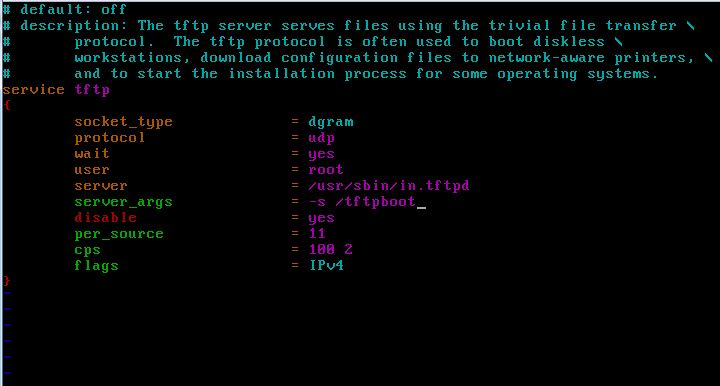 # default: off
# description: The tftp server serves files using the trivial file transfer \
#       protocol.  The tftp protocol is often used to boot diskless \
#       workstations, download configuration files to network-aware printers, \
#       and to start the installation process for some operating systems.
service tftp
{
        socket_type             = dgram
        protocol                = udp
        wait                    = yes
        user                    = root
        server                  = /usr/sbin/in.tftpd
        server_args             = -s /tftpboot
        disable                 = yes
        per_source              = 11
        cps                     = 100 2
        flags                   = IPv4
}
~
~
~
~
~
~